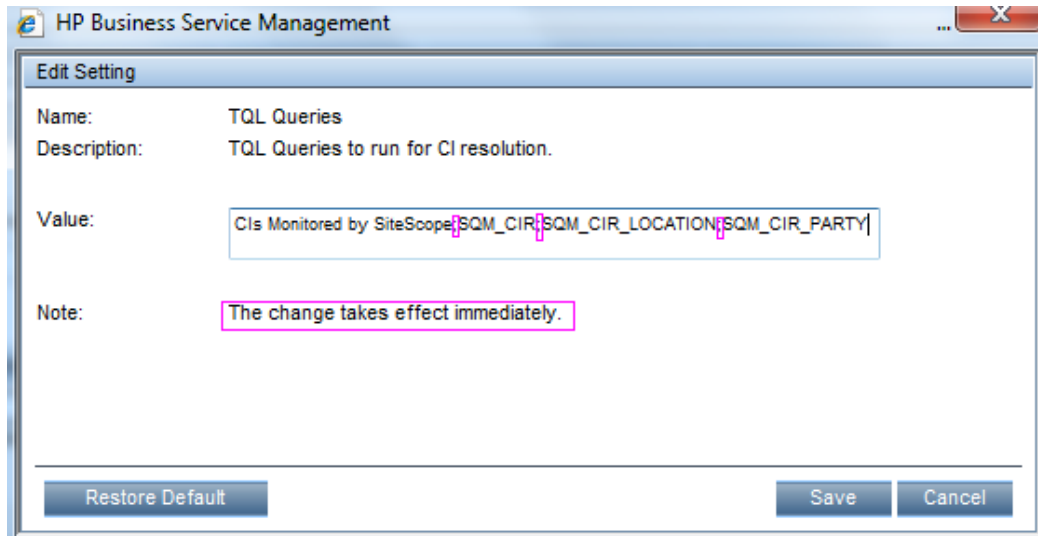 HP Business Service Management ...
Edit Setting
Name: TQL Queries
Description: TQL Queries to run for CI resolution.
Value: CIs Monitored by SiteScope;SQM_CIR;SQM_CIR_LOCATION;SQM_CIR_PARTY
Note: The change takes effect immediately.
Restore Default Save Cancel